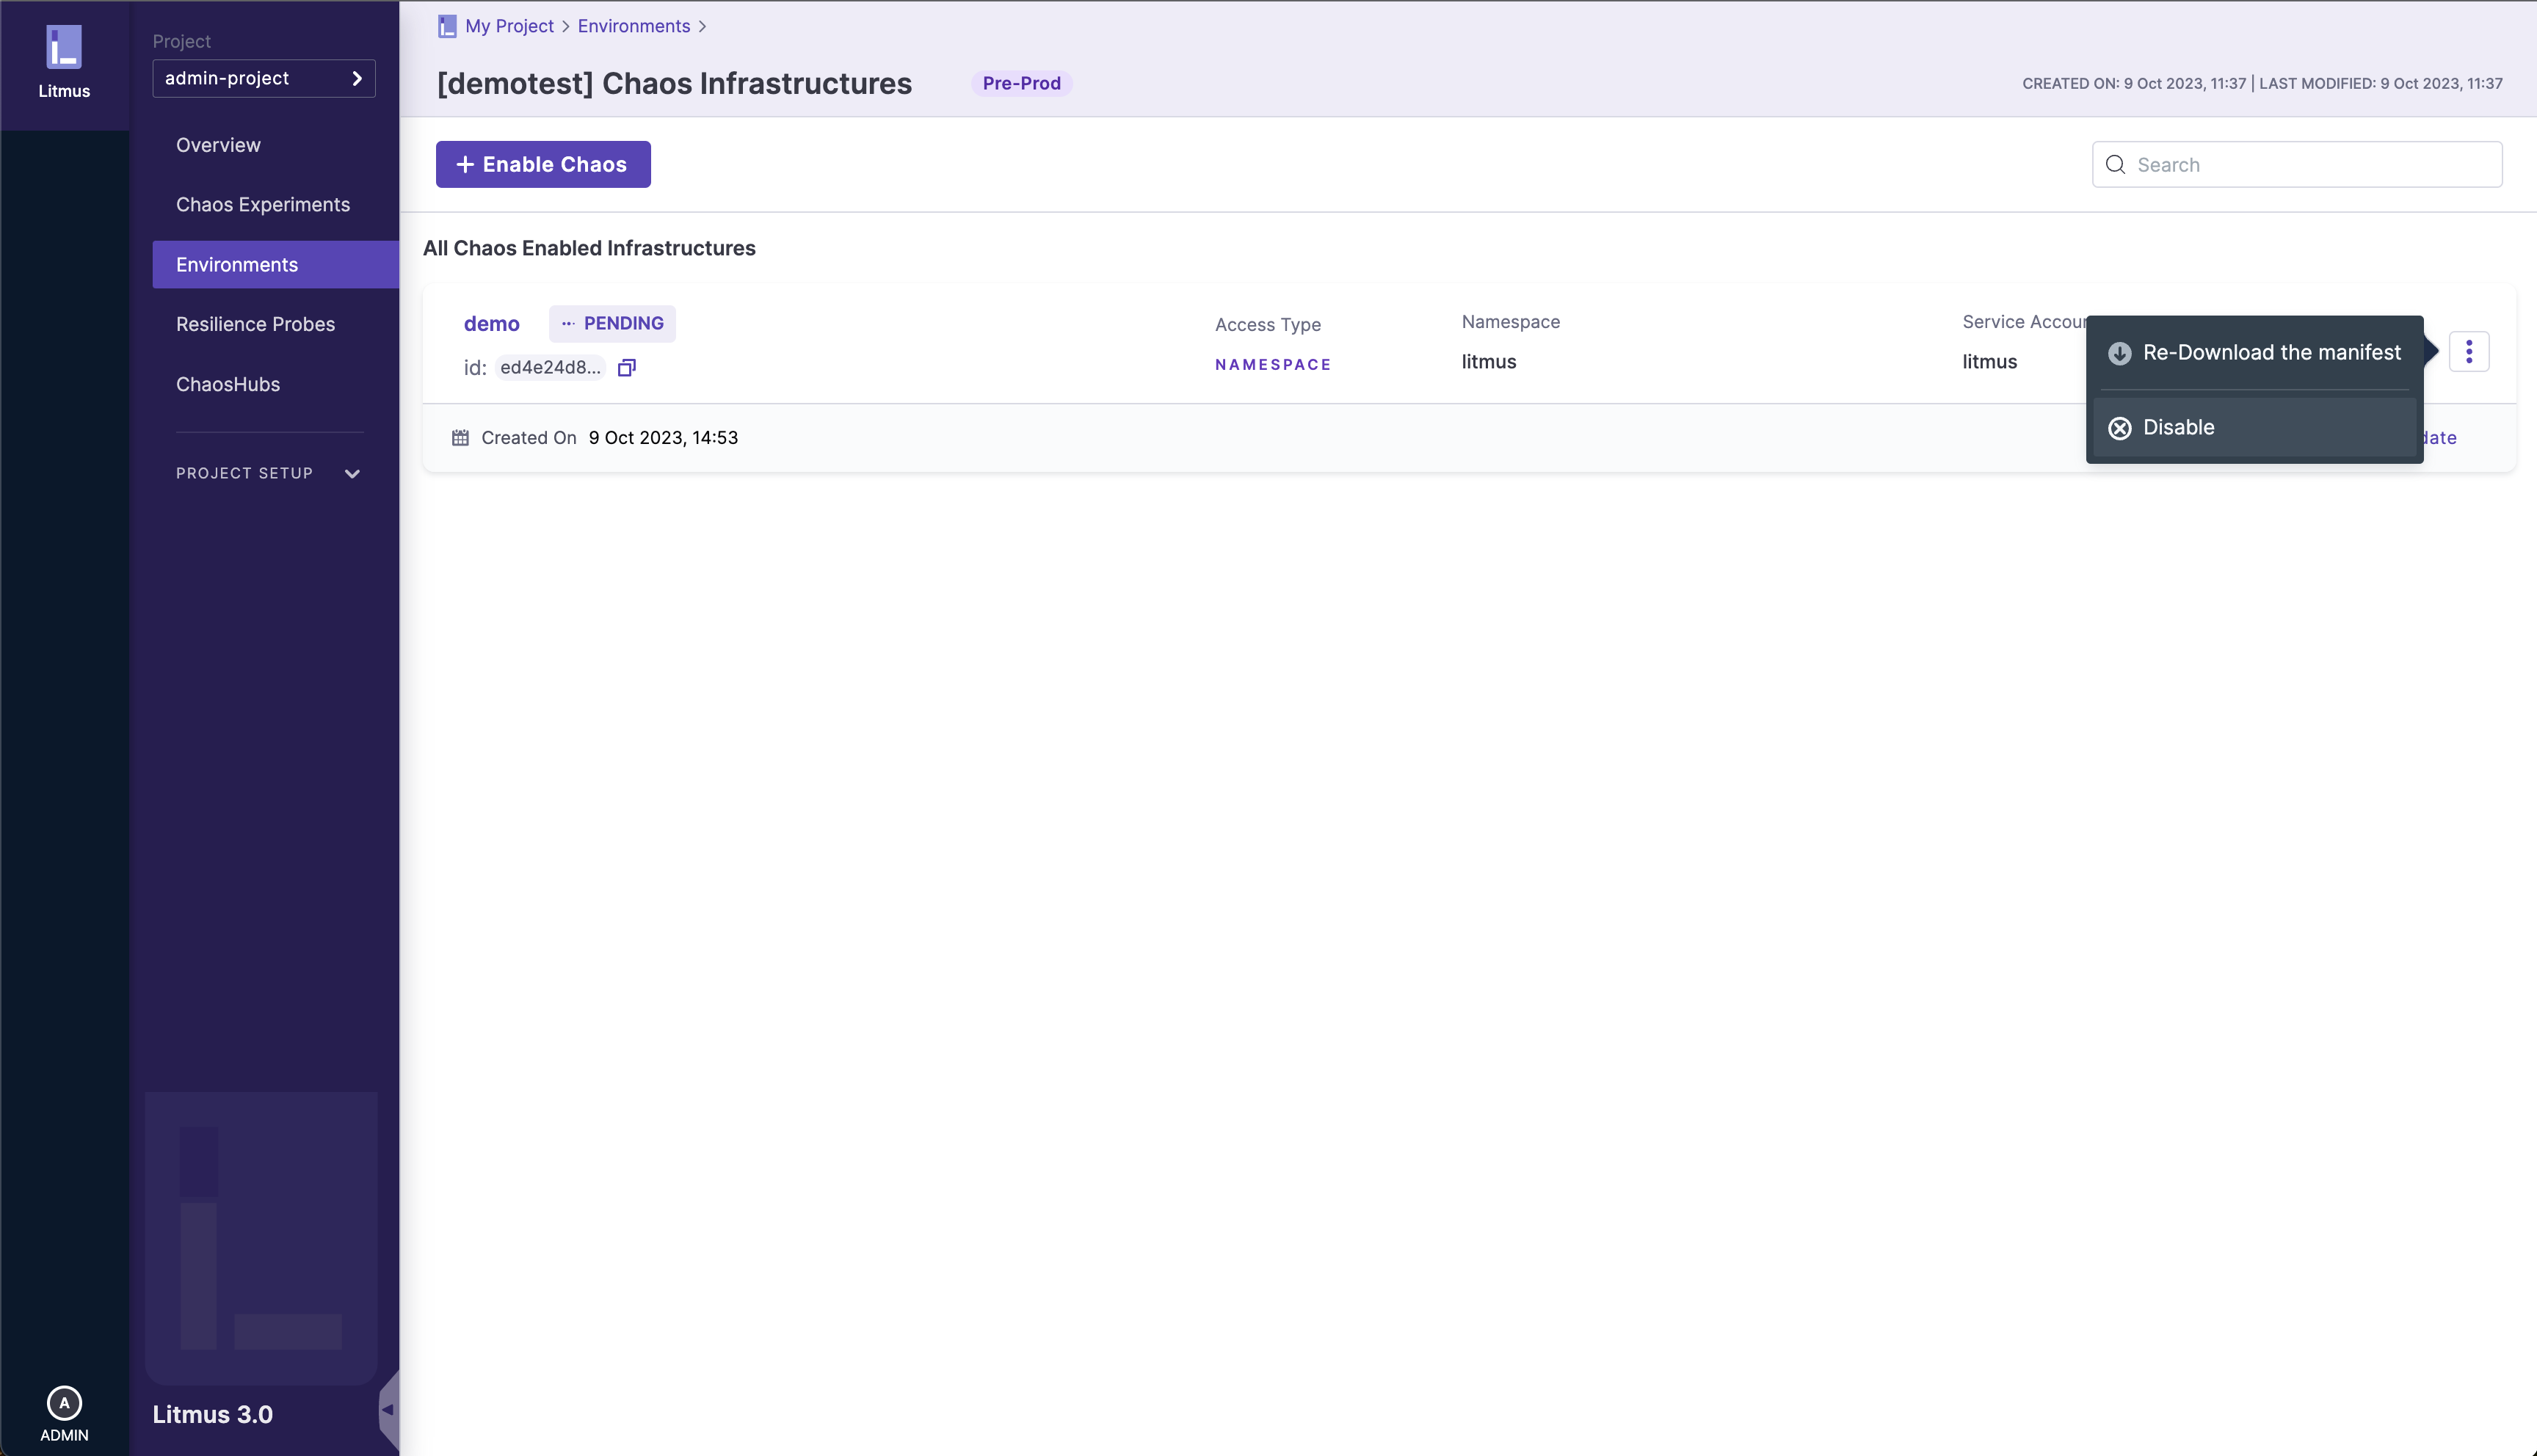 Litmus
Project
admin-project
Overview
Chaos Experiments
Environments
Resilience Probes
ChaosHubs
PROJECT SETUP
Litmus 3.0
A
ADMIN
My Project > Environments >
[demotest] Chaos Infrastructures Pre-Prod
CREATED ON: 9 Oct 2023, 11:37 | LAST MODIFIED: 9 Oct 2023, 11:37
+ Enable Chaos
Search
All Chaos Enabled Infrastructures
demo ... PENDING
id: ed4e24d8...
Access Type
NAMESPACE
Namespace
litmus
Service Accoun
litmus
Re-Download the manifest
Disable
Created On 9 Oct 2023, 14:53
date